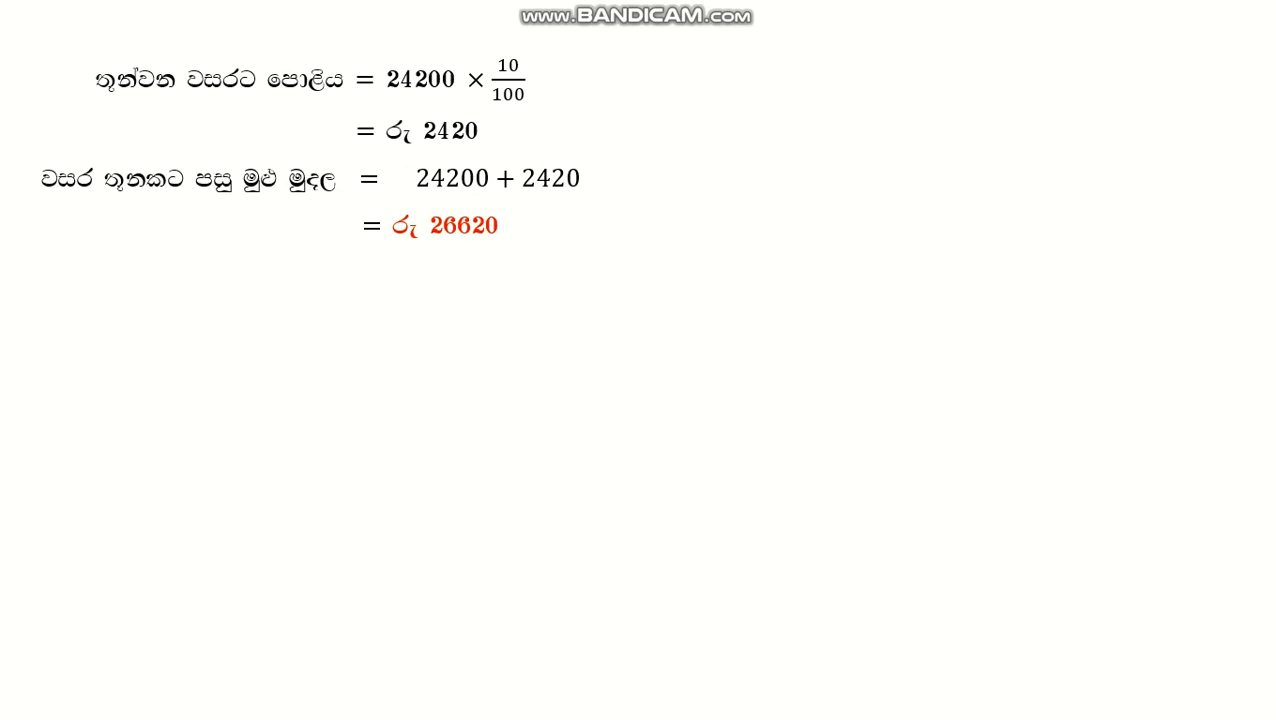 www.BANDICAM.com
තුන්වන වසරට පොළිය = 24200 × 10/100
= රු 2420
වසර තුනකට පසු මුළු මුදල = 24200 + 2420
= රු 26620